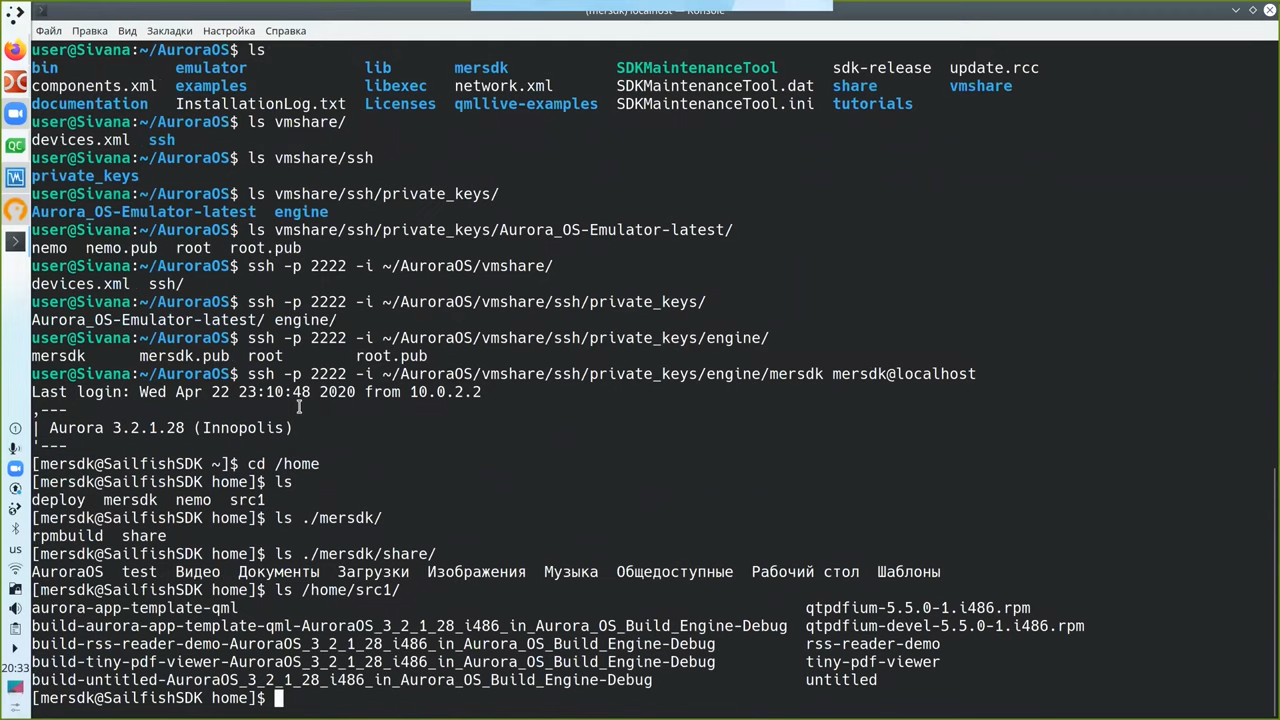 (mersdk) localhost — Konsole
Файл Правка Вид Закладки Настройка Справка
user@Sivana:~/AuroraOS$ ls
bin emulator lib mersdk SDKMaintenanceTool sdk-release update.rcc
components.xml examples libexec network.xml SDKMaintenanceTool.dat share vmshare
documentation InstallationLog.txt Licenses qmllive-examples SDKMaintenanceTool.ini tutorials
user@Sivana:~/AuroraOS$ ls vmshare/
devices.xml ssh
user@Sivana:~/AuroraOS$ ls vmshare/ssh
private_keys
user@Sivana:~/AuroraOS$ ls vmshare/ssh/private_keys/
Aurora_OS-Emulator-latest engine
user@Sivana:~/AuroraOS$ ls vmshare/ssh/private_keys/Aurora_OS-Emulator-latest/
nemo nemo.pub root root.pub
user@Sivana:~/AuroraOS$ ssh -p 2222 -i ~/AuroraOS/vmshare/
devices.xml ssh/
user@Sivana:~/AuroraOS$ ssh -p 2222 -i ~/AuroraOS/vmshare/ssh/private_keys/
Aurora_OS-Emulator-latest/ engine/
user@Sivana:~/AuroraOS$ ssh -p 2222 -i ~/AuroraOS/vmshare/ssh/private_keys/engine/
mersdk mersdk.pub root root.pub
user@Sivana:~/AuroraOS$ ssh -p 2222 -i ~/AuroraOS/vmshare/ssh/private_keys/engine/mersdk mersdk@localhost
Last login: Wed Apr 22 23:10:48 2020 from 10.0.2.2
,---
| Aurora 3.2.1.28 (Innopolis)
'---
[mersdk@SailfishSDK ~]$ cd /home
[mersdk@SailfishSDK home]$ ls
deploy mersdk nemo src1
[mersdk@SailfishSDK home]$ ls ./mersdk/
rpmbuild share
[mersdk@SailfishSDK home]$ ls ./mersdk/share/
AuroraOS test Видео Документы Загрузки Изображения Музыка Общедоступные Рабочий стол Шаблоны
[mersdk@SailfishSDK home]$ ls /home/src1/
aurora-app-template-qml qtpdfium-5.5.0-1.i486.rpm
build-aurora-app-template-qml-AuroraOS_3_2_1_28_i486_in_Aurora_OS_Build_Engine-Debug qtpdfium-devel-5.5.0-1.i486.rpm
build-rss-reader-demo-AuroraOS_3_2_1_28_i486_in_Aurora_OS_Build_Engine-Debug rss-reader-demo
build-tiny-pdf-viewer-AuroraOS_3_2_1_28_i486_in_Aurora_OS_Build_Engine-Debug tiny-pdf-viewer
build-untitled-AuroraOS_3_2_1_28_i486_in_Aurora_OS_Build_Engine-Debug untitled
[mersdk@SailfishSDK home]$
QC
us
20:33